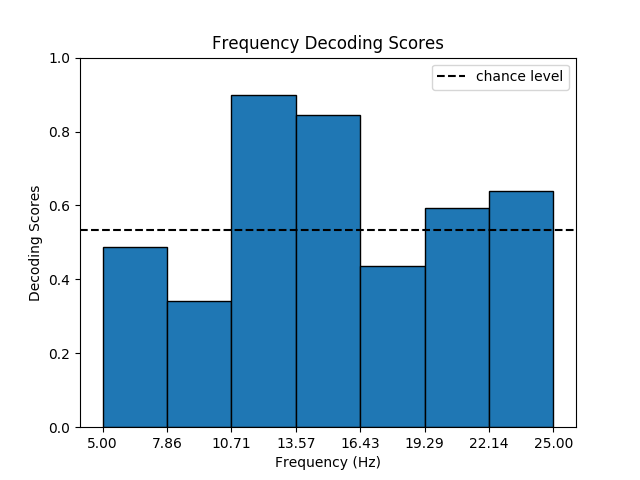 Frequency Decoding Scores
chance level
Decoding Scores
1.0
0.8
0.6
0.4
0.2
0.0
5.00 7.86 10.71 13.57 16.43 19.29 22.14 25.00
Frequency (Hz)